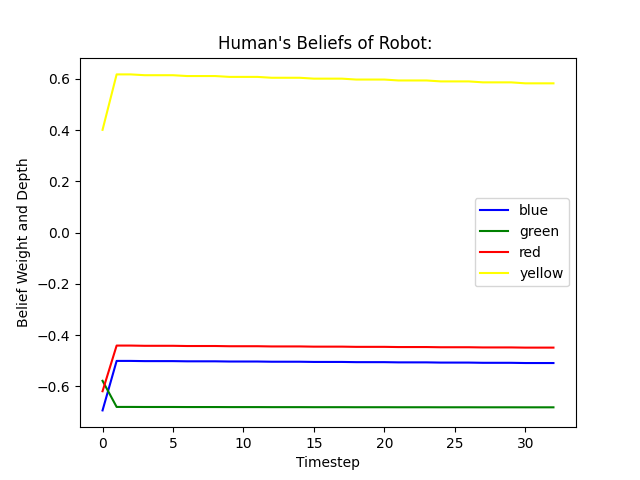 Human's Beliefs of Robot:
Belief Weight and Depth
0.6
0.4
0.2
0.0
−0.2
−0.4
−0.6
blue
green
red
yellow
0 5 10 15 20 25 30
Timestep